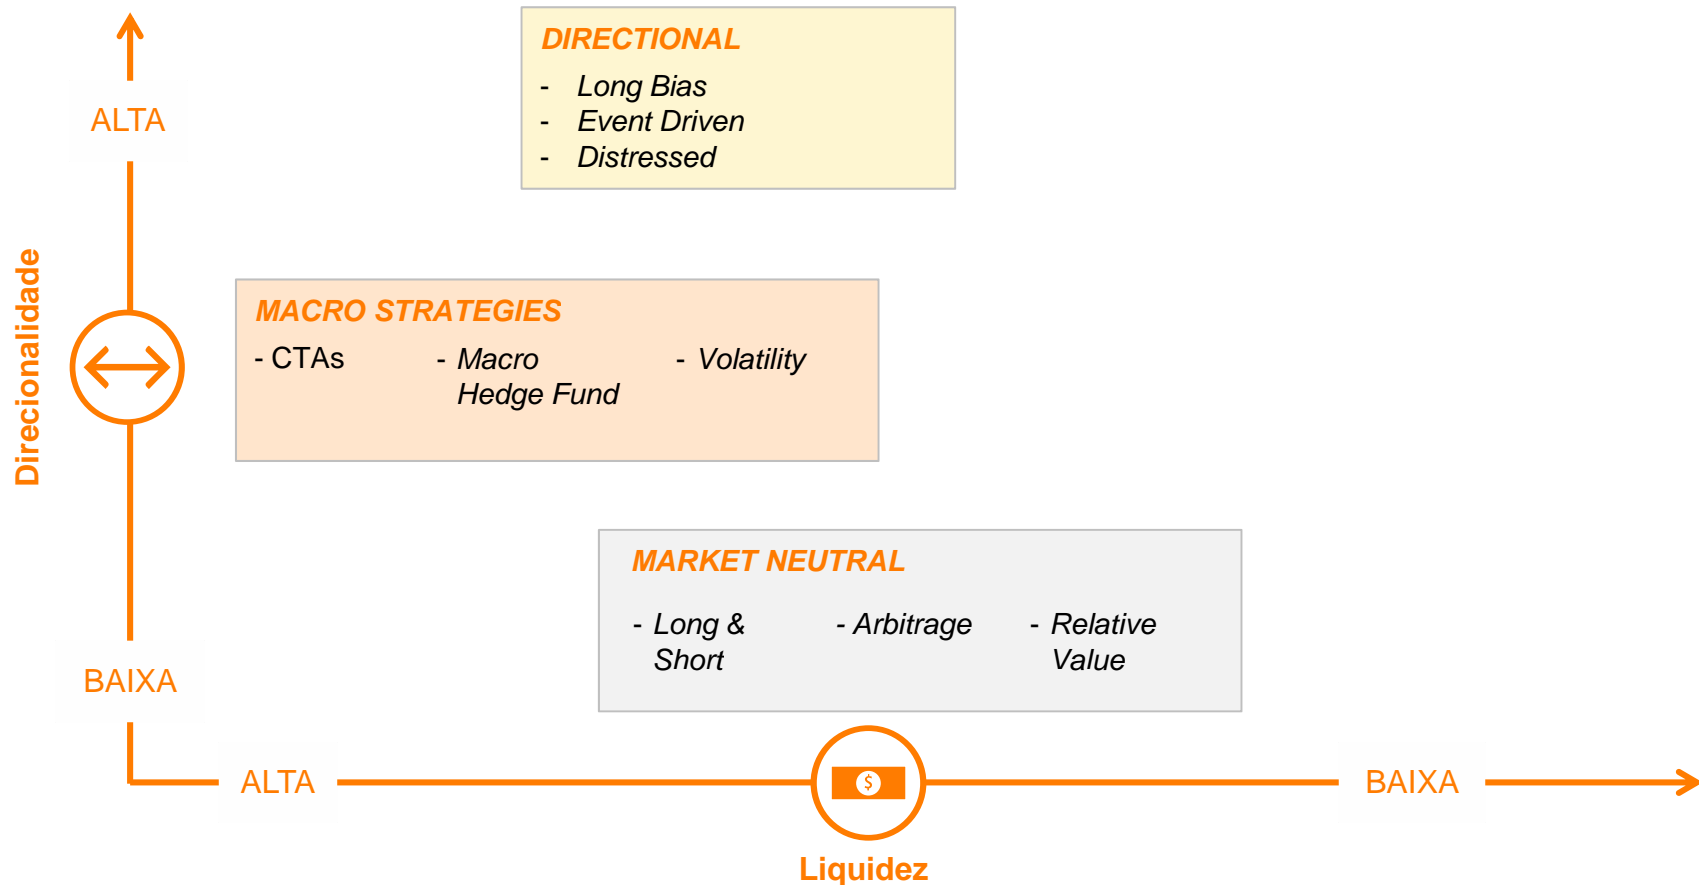 DIRECTIONAL
- Long Bias
- Event Driven
- Distressed
ALTA
Direcionalidade
MACRO STRATEGIES
- CTAs - Macro - Volatility
Hedge Fund
MARKET NEUTRAL
- Long & - Arbitrage - Relative
Short Value
BAIXA
ALTA $ BAIXA
Liquidez